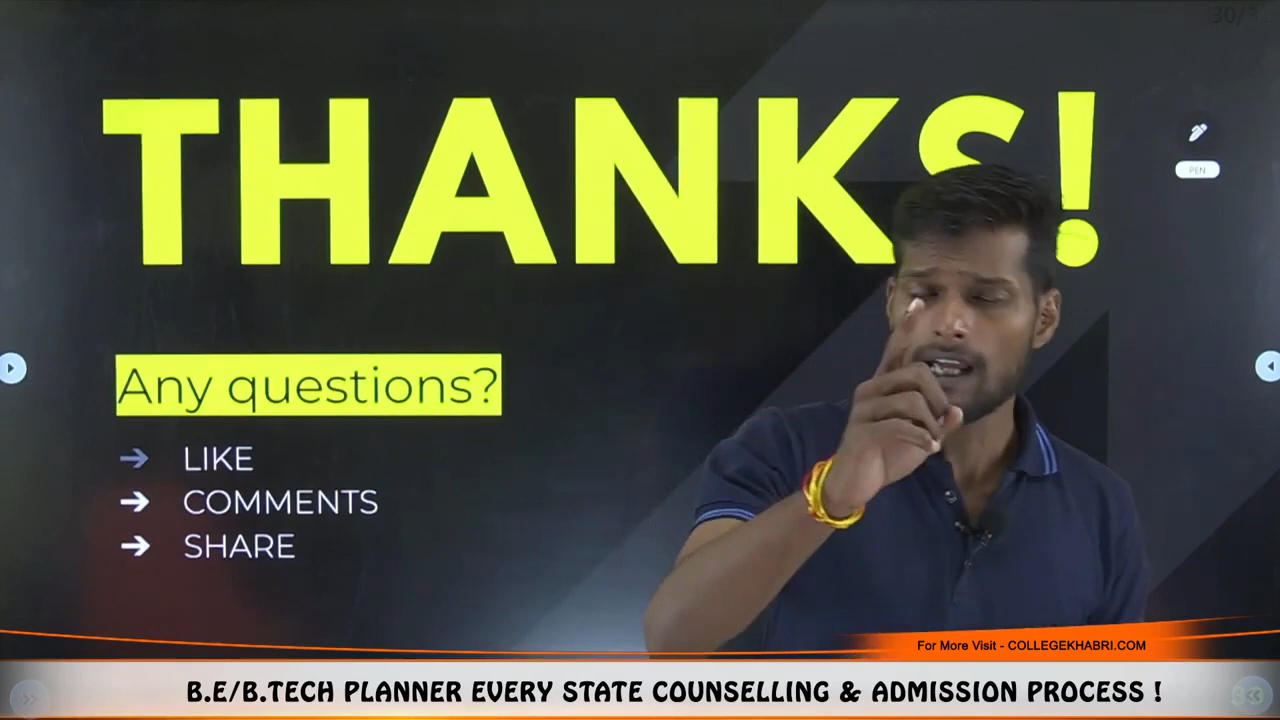 THANKS!
PEN
Any questions?
→ LIKE
→ COMMENTS
→ SHARE
For More Visit - COLLEGEKHABRI.COM
B.E/B.TECH PLANNER EVERY STATE COUNSELLING & ADMISSION PROCESS !